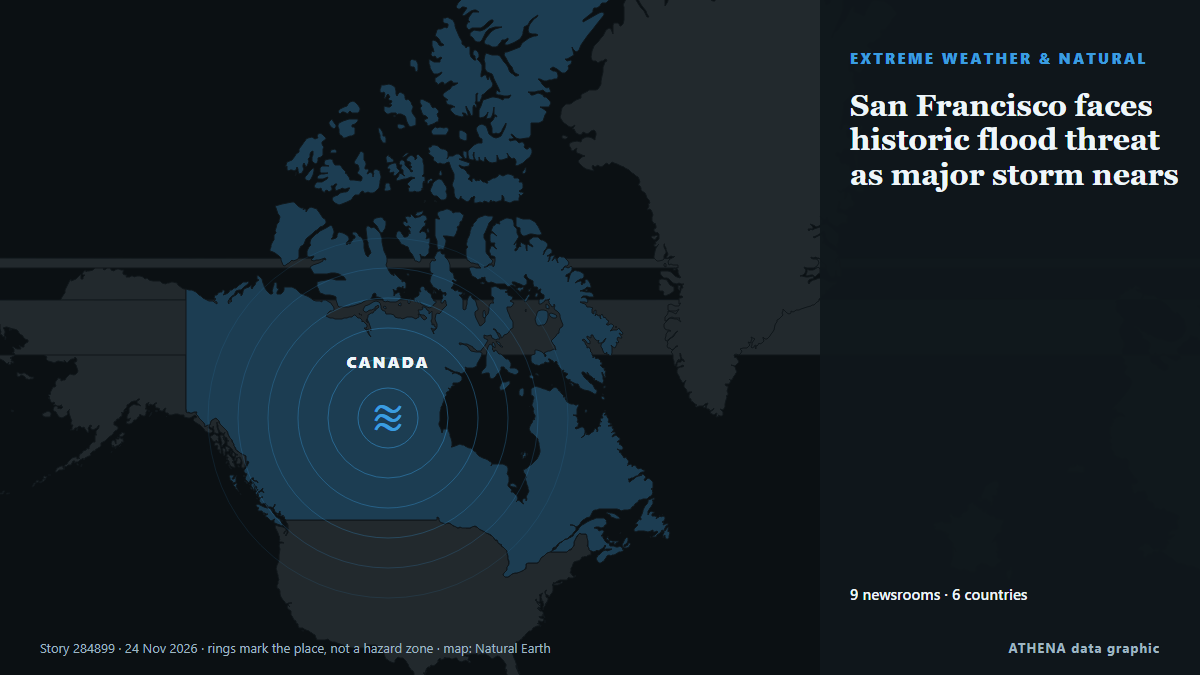 EXTREME WEATHER & NATURAL
San Francisco faces
historic flood threat
as major storm nears
CANADA
9 newsrooms · 6 countries
Story 284899 · 24 Nov 2026 · rings mark the place, not a hazard zone · map: Natural Earth
ATHENA data graphic